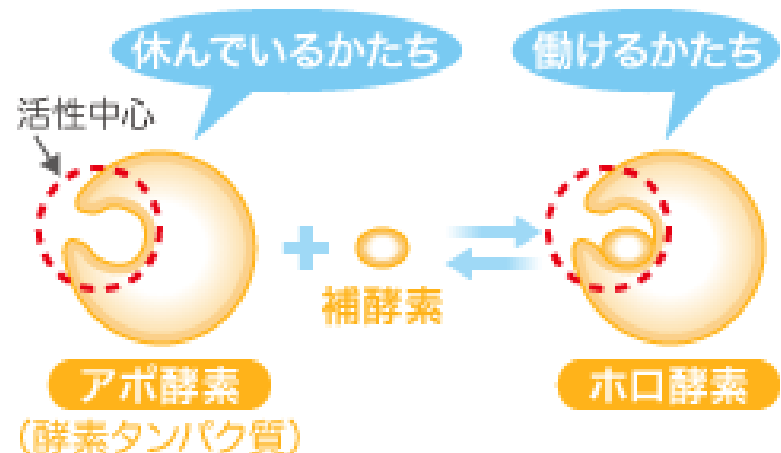 休んでいるかたち
働けるかたち
活性中心
+
補酵素
アポ酵素
ホロ酵素
（酵素タンパク質）